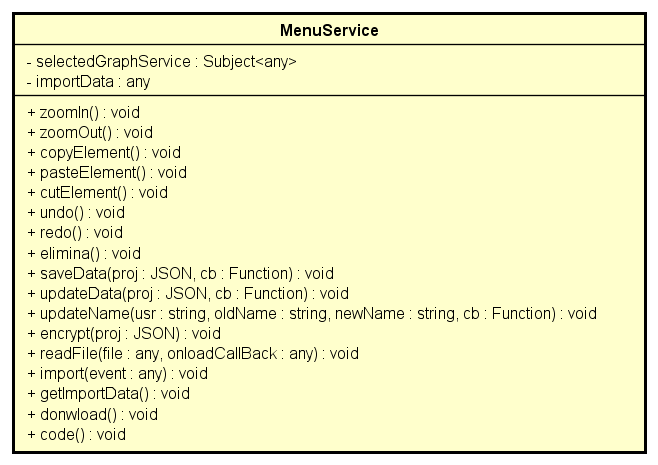 MenuService
- selectedGraphService : Subject<any>
- importData : any
+ zoomIn() : void
+ zoomOut() : void
+ copyElement() : void
+ pasteElement() : void
+ cutElement() : void
+ undo() : void
+ redo() : void
+ elimina() : void
+ saveData(proj : JSON, cb : Function) : void
+ updateData(proj : JSON, cb : Function) : void
+ updateName(usr : string, oldName : string, newName : string, cb : Function) : void
+ encrypt(proj : JSON) : void
+ readFile(file : any, onloadCallBack : any) : void
+ import(event : any) : void
+ getImportData() : void
+ donwload() : void
+ code() : void